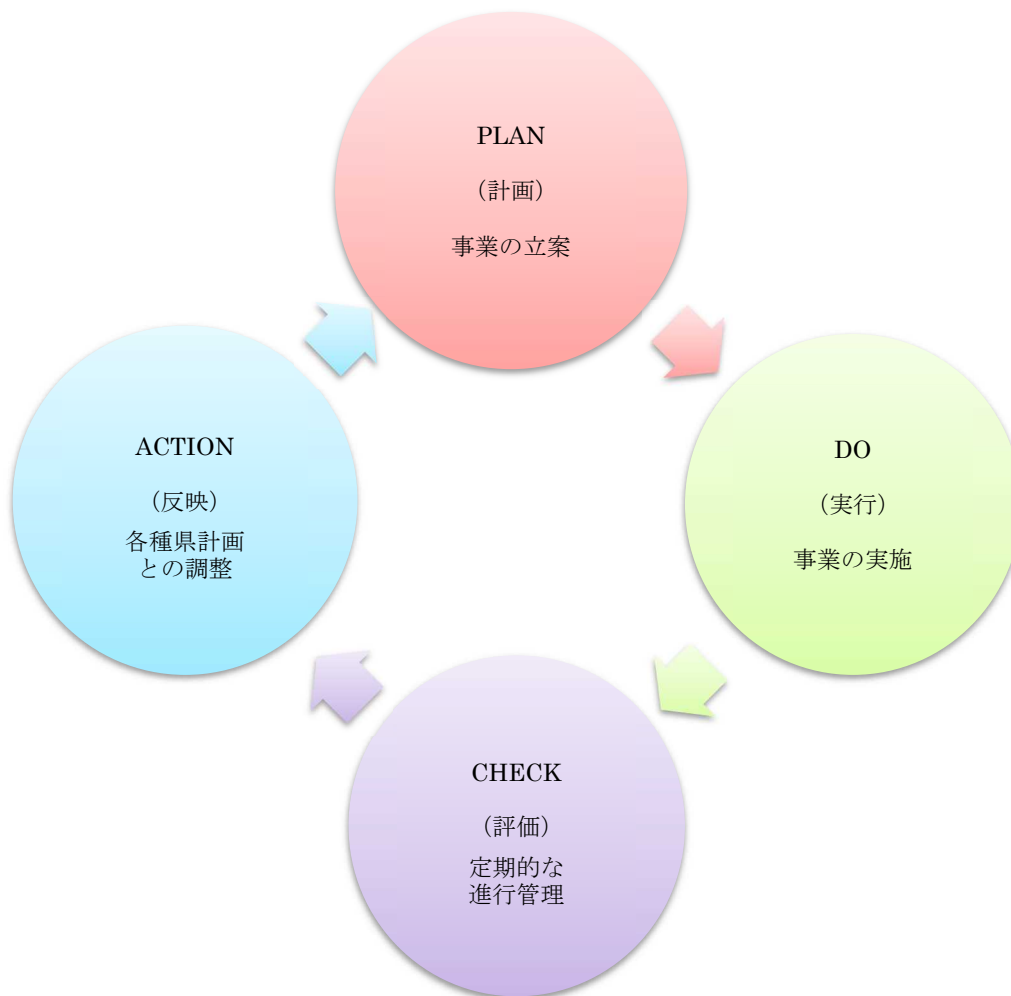 PLAN
（計画）
事業の立案
DO
（実行）
事業の実施
CHECK
（評価）
定期的な
進行管理
ACTION
（反映）
各種県計画
との調整